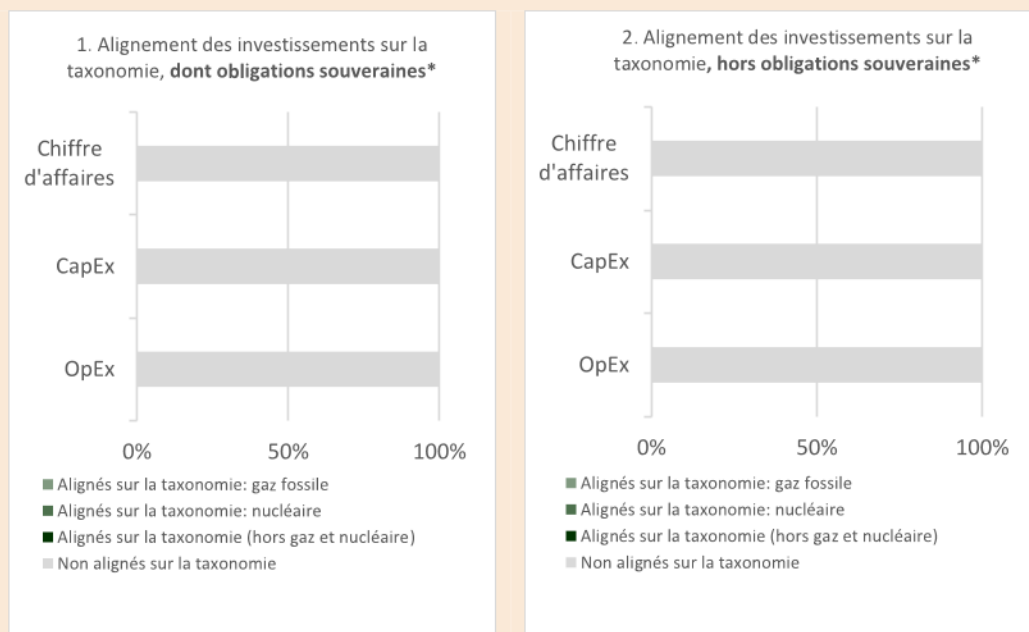 1. Alignement des investissements sur la
taxonomie, dont obligations souveraines*
Chiffre
d'affaires
CapEx
OpEx
0% 50% 100%
Alignés sur la taxonomie: gaz fossile
Alignés sur la taxonomie: nucléaire
Alignés sur la taxonomie (hors gaz et nucléaire)
Non alignés sur la taxonomie
2. Alignement des investissements sur la
taxonomie, hors obligations souveraines*
Chiffre
d'affaires
CapEx
OpEx
0% 50% 100%
Alignés sur la taxonomie: gaz fossile
Alignés sur la taxonomie: nucléaire
Alignés sur la taxonomie (hors gaz et nucléaire)
Non alignés sur la taxonomie